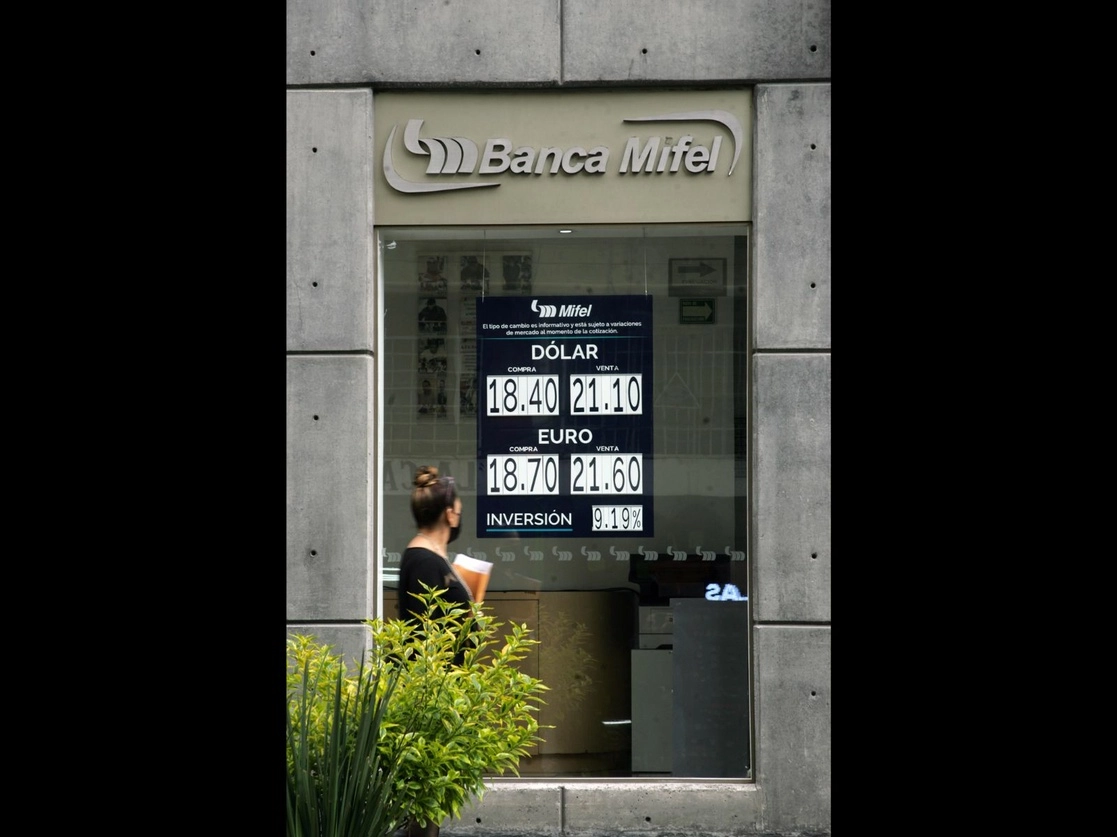 Banca Mifel
Mifel
El tipo de cambio es informativo y está sujeto a variaciones
de mercado al momento de la cotización.
DÓLAR
COMPRA VENTA
18.40 21.10
EURO
COMPRA VENTA
18.70 21.60
INVERSIÓN 9.19%